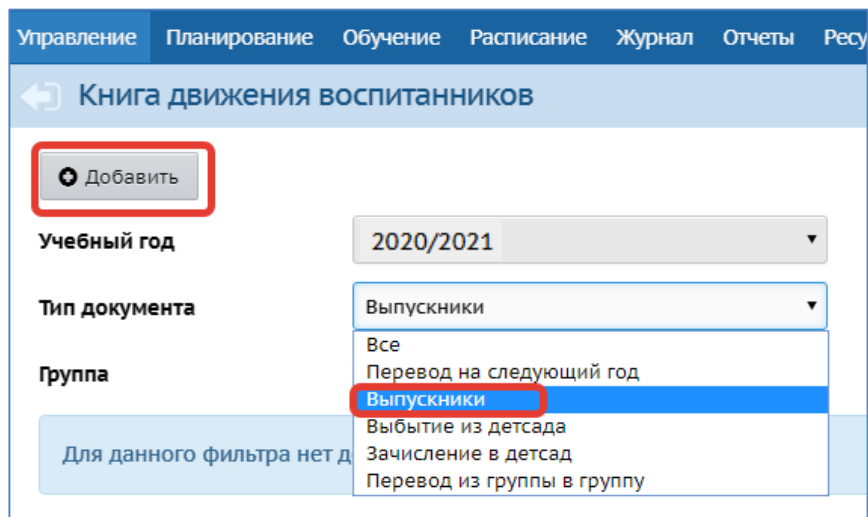 Управление Планирование Обучение Расписание Журнал Отчеты Ресу
Книга движения воспитанников
Добавить
Учебный год 2020/2021
Тип документа Выпускники
Все
Перевод на следующий год
Группа
Выпускники
Выбытие из детсада
Для данного фильтра нет д
Зачисление в детсад
Перевод из группы в группу